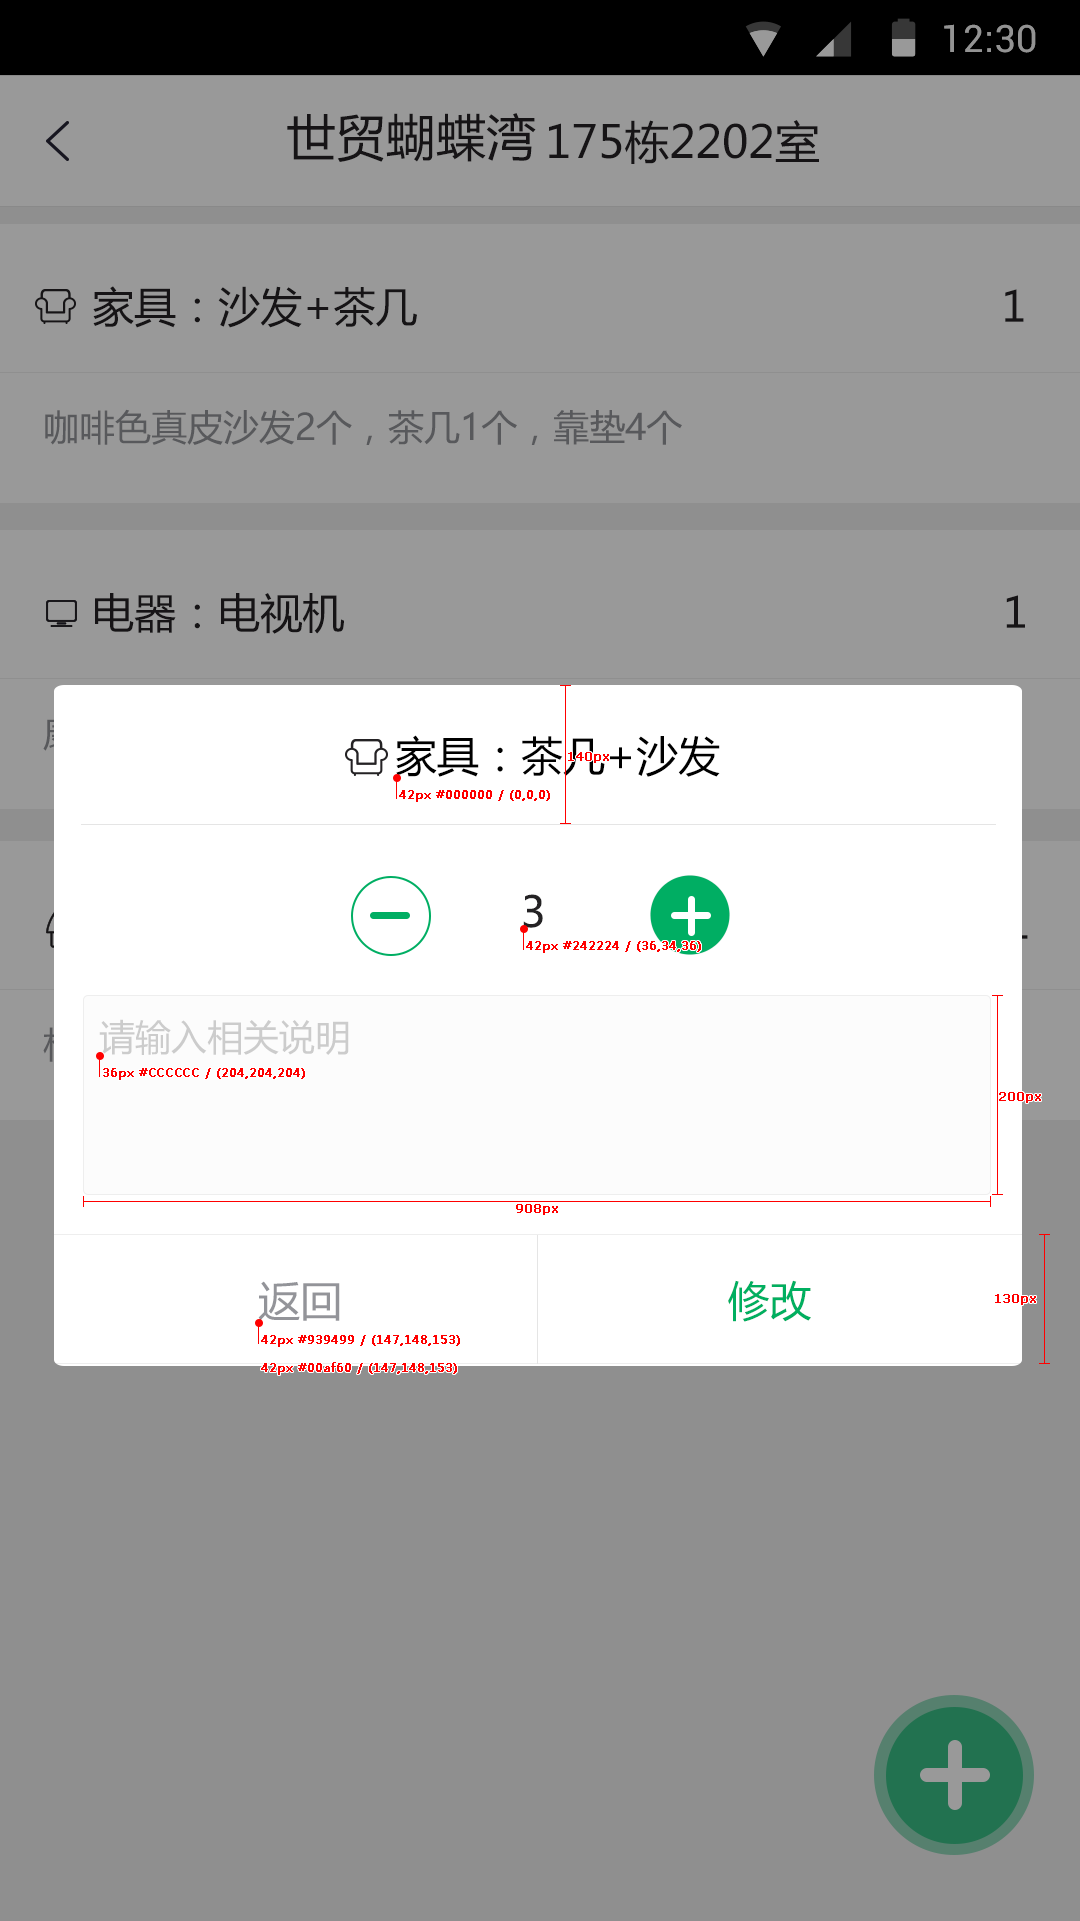 12:30
世贸蝴蝶湾 175栋2202室
家具：沙发+茶几 1
咖啡色真皮沙发2个，茶几1个，靠垫4个
电器：电视机 1
家具：茶几+沙发
140px
42px #000000 / (0,0,0)
3
42px #242224 / (36,34,36)
请输入相关说明
36px #CCCCCC / (204,204,204)
200px
908px
返回 修改
130px
42px #939499 / (147,148,153)
42px #00af60 / (147,148,153)